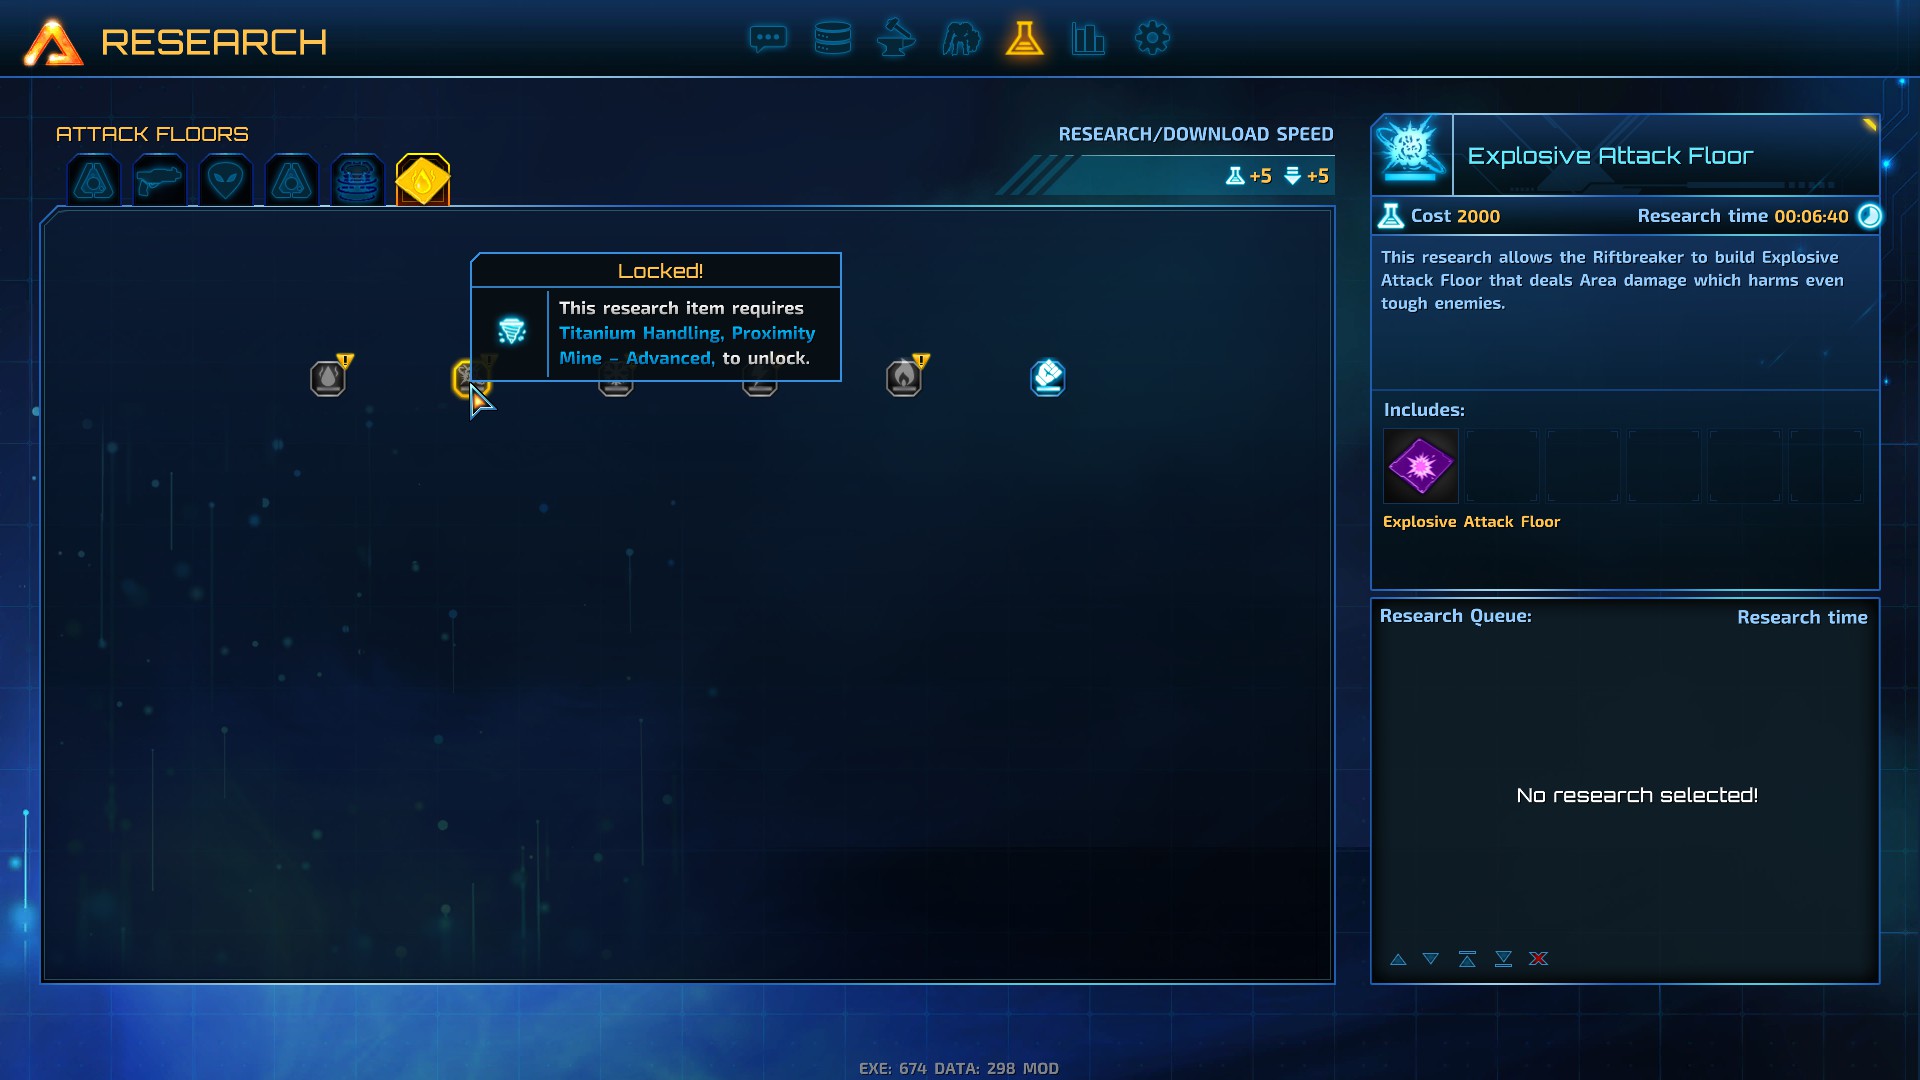 RESEARCH
ATTACK FLOORS
RESEARCH/DOWNLOAD SPEED
+5 +5
Locked!
This research item requires
Titanium Handling, Proximity
Mine – Advanced, to unlock.
Explosive Attack Floor
Cost 2000
Research time 00:06:40
This research allows the Riftbreaker to build Explosive
Attack Floor that deals Area damage which harms even
tough enemies.
Includes:
Explosive Attack Floor
Research Queue:
Research time
No research selected!
EXE: 674 DATA: 298 MOD